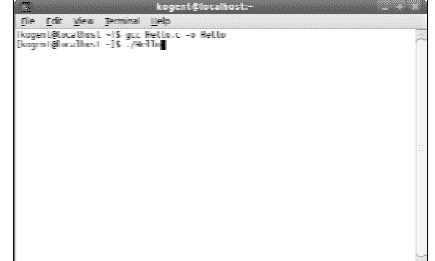 kogent@localhost:~
File Edit View Terminal Help
[kogent@localhost ~]$ gcc Hello.c -o Hello
[kogent@localhost ~]$ ./Hello